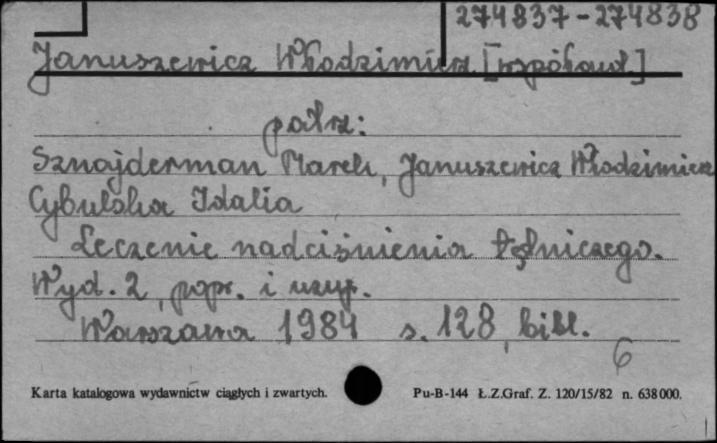 274837-274838
Januszewicz Włodzimierz [współaut.]
patrz:
Sznajderman Marek, Januszewicz Włodzimierz
Cybulska Idalia
Leczenie nadciśnienia tętniczego.
Wyd. 2, popr. i uzup.
Warszawa 1984 s. 128, bibl.
6
Karta katalogowa wydawnictw ciągłych i zwartych. Pu-B-144 Ł.Z.Graf. Z. 120/15/82 n. 638000.